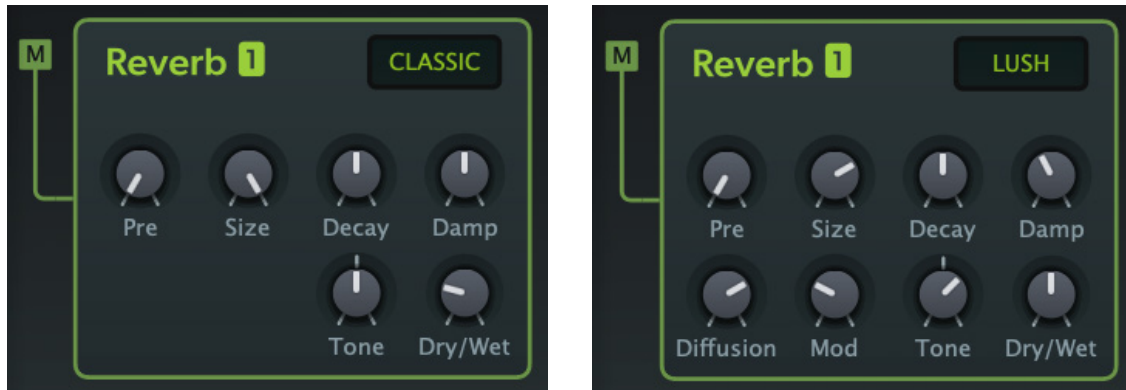 M
Reverb 1
CLASSIC
Pre Size Decay Damp
Tone Dry/Wet
M
Reverb 1
LUSH
Pre Size Decay Damp
Diffusion Mod Tone Dry/Wet